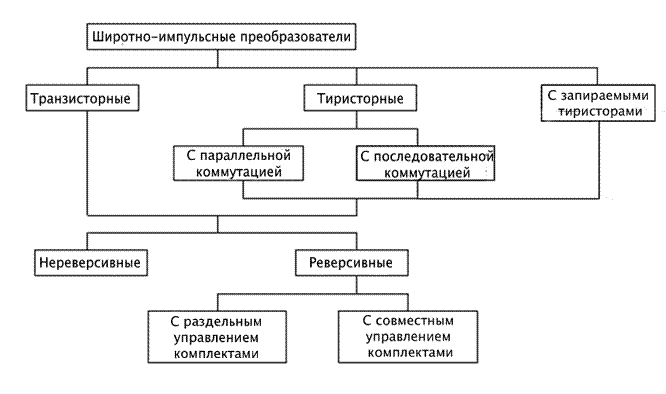 Широтно-импульсные преобразователи
Транзисторные
Тиристорные
С запираемыми
тиристорами
С параллельной
коммутацией
С последовательной
коммутацией
Нереверсивные
Реверсивные
С раздельным
управлением
комплектами
С совместным
управлением
комплектами